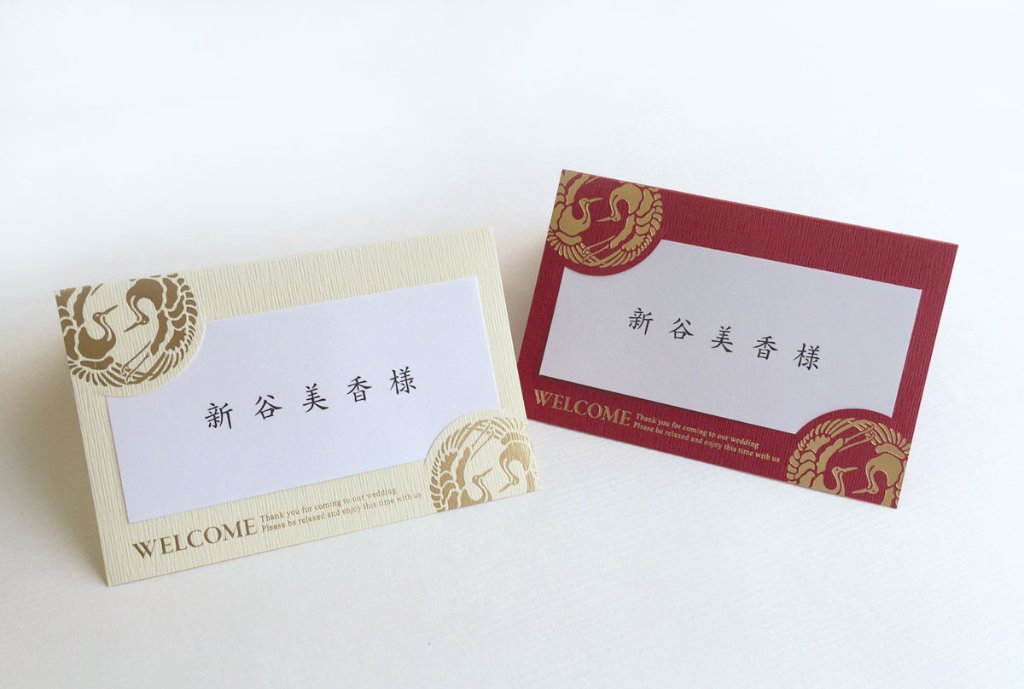 新谷美香様
WELCOME
Thank you for coming to our wedding
Please be relaxed and enjoy this time with us
新谷美香様
WELCOME
Thank you for coming to our wedding
Please be relaxed and enjoy this time with us